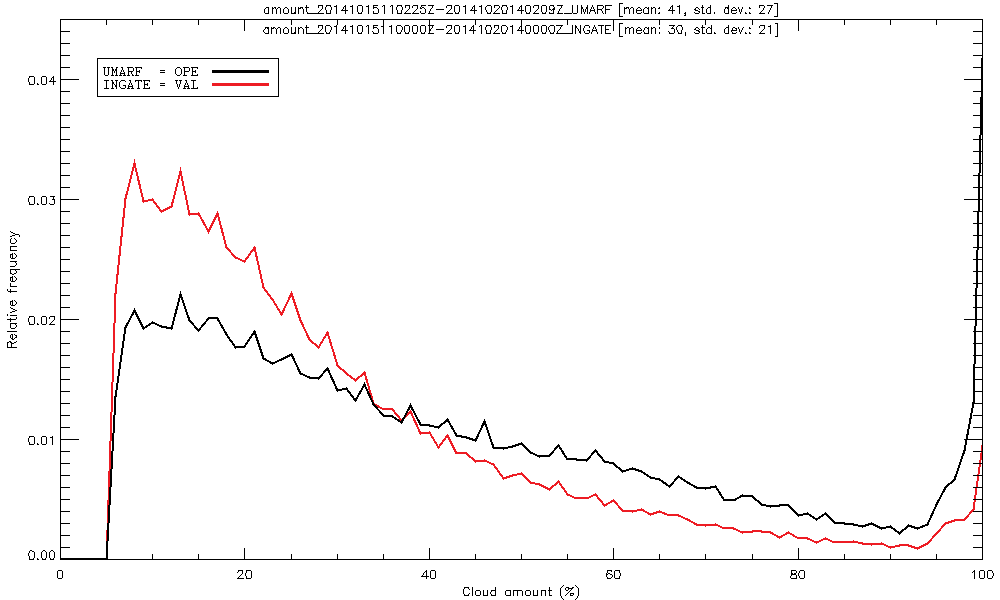 amount_20141015110225Z-20141020140209Z_UMARF [mean: 41, std. dev.: 27]
amount_20141015110000Z-20141020140000Z_INGATE [mean: 30, std. dev.: 21]
UMARF = OPE
INGATE = VAL
0.04
0.03
0.02
0.01
0.00
Relative frequency
0 20 40 60 80 100
Cloud amount (%)